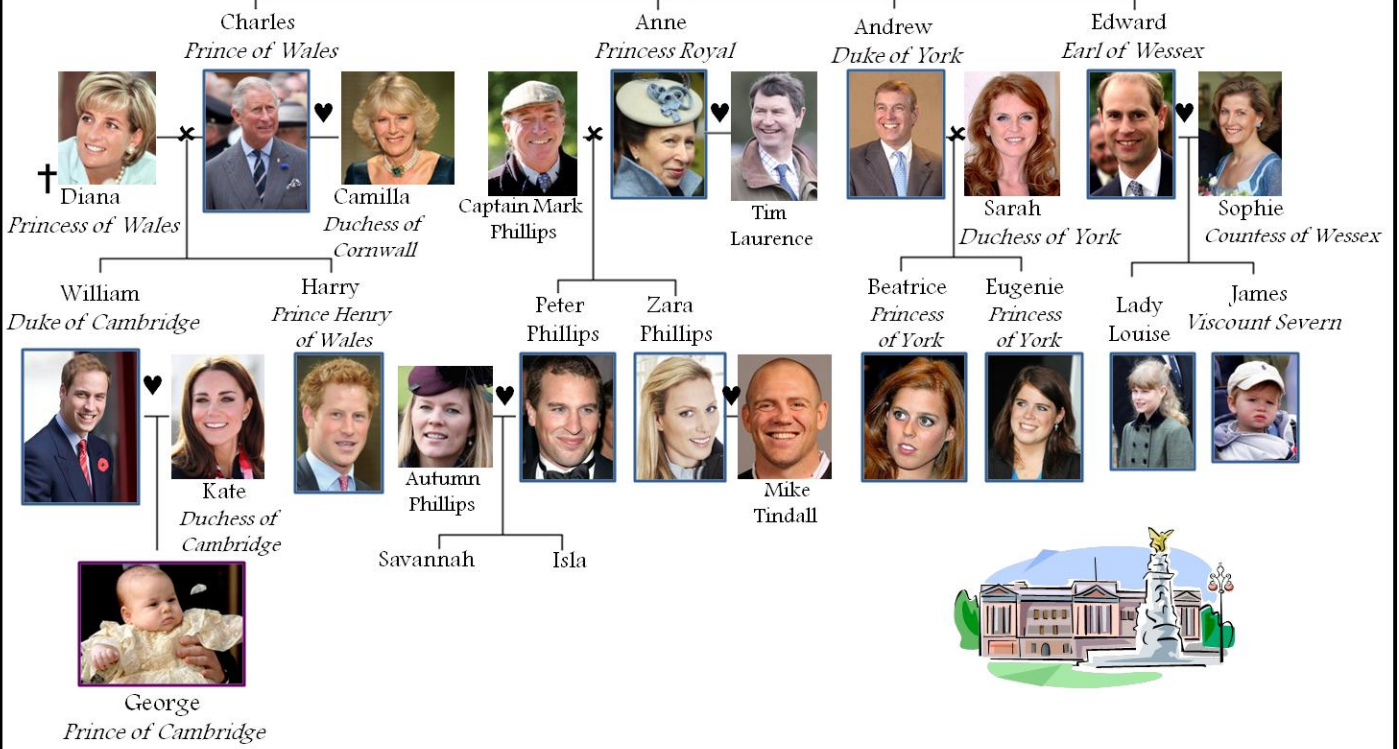 Charles
Prince of Wales
Anne
Princess Royal
Andrew
Duke of York
Edward
Earl of Wessex
Diana
Princess of Wales
Camilla
Duchess of
Cornwall
Captain Mark
Phillips
Tim
Laurence
Sarah
Duchess of York
Sophie
Countess of Wessex
William
Duke of Cambridge
Harry
Prince Henry
of Wales
Peter
Phillips
Zara
Phillips
Beatrice
Princess
of York
Eugenie
Princess
of York
Lady
Louise
James
Viscount Severn
Kate
Duchess of
Cambridge
Autumn
Phillips
Mike
Tindall
Savannah
Isla
George
Prince of Cambridge